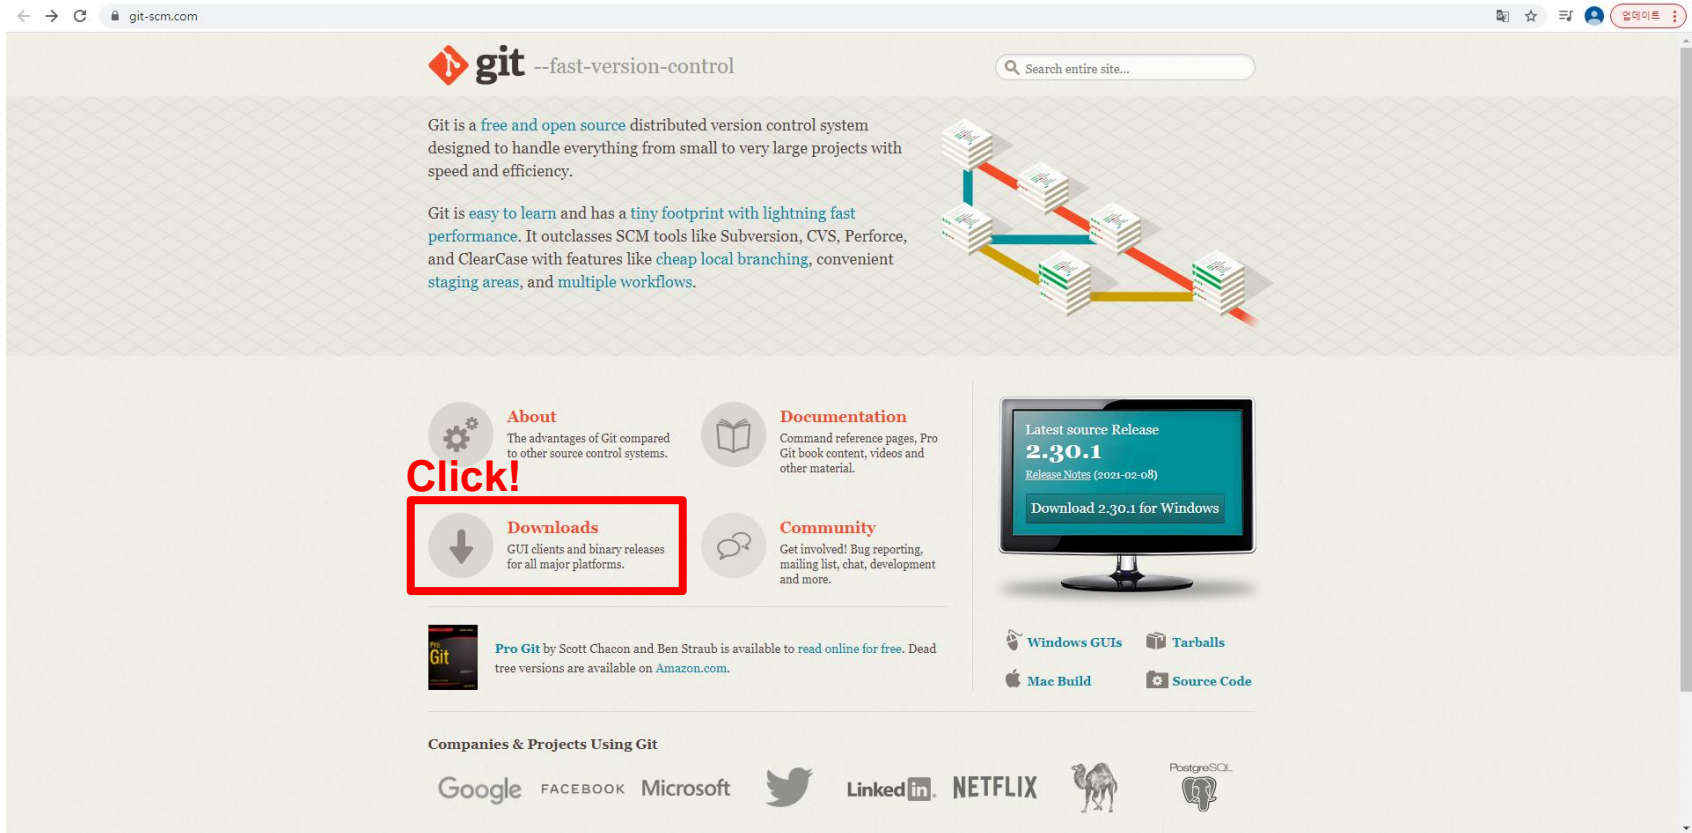 git-scm.com
업데이트
git --fast-version-control
Search entire site...
Git is a free and open source distributed version control system
designed to handle everything from small to very large projects with
speed and efficiency.
Git is easy to learn and has a tiny footprint with lightning fast
performance. It outclasses SCM tools like Subversion, CVS, Perforce,
and ClearCase with features like cheap local branching, convenient
staging areas, and multiple workflows.
About
The advantages of Git compared
to other source control systems.
Documentation
Command reference pages, Pro
Git book content, videos and
other material.
Click!
Downloads
GUI clients and binary releases
for all major platforms.
Community
Get involved! Bug reporting,
mailing list, chat, development
and more.
Latest source Release
2.30.1
Release Notes (2021-02-08)
Download 2.30.1 for Windows
Windows GUIs
Tarballs
Mac Build
Source Code
Pro
Git
Pro Git by Scott Chacon and Ben Straub is available to read online for free. Dead
tree versions are available on Amazon.com.
Companies & Projects Using Git
Google
FACEBOOK
Microsoft
Linked in.
NETFLIX
PostgreSQL